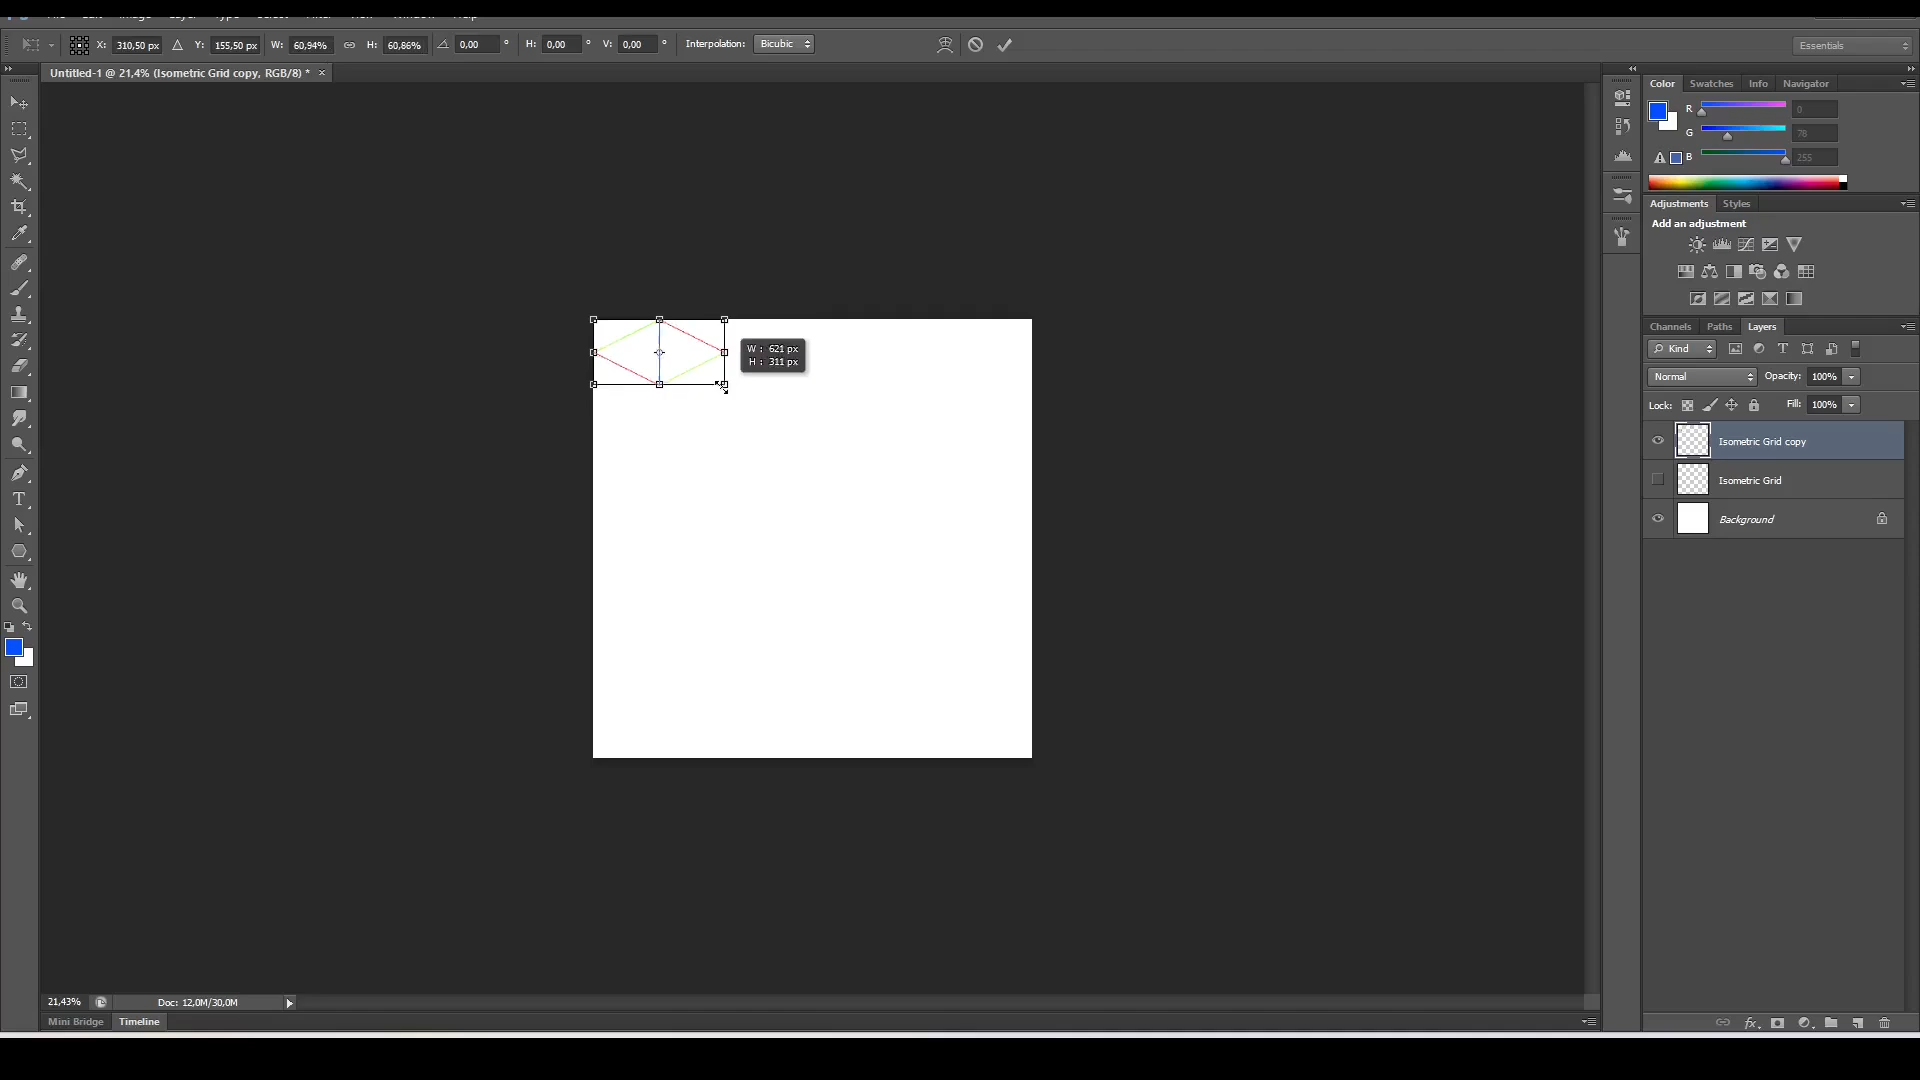 X: 310,50 px Y: 155,50 px W: 60,94% H: 60,86% 0,00 ° H: 0,00 ° V: 0,00 ° Interpolation: Bicubic Essentials
Untitled-1 @ 21,4% (Isometric Grid copy, RGB/8) * ×
Color Swatches Info Navigator
R 0
G 78
B 255
Adjustments Styles
Add an adjustment
W : 621 px
H : 311 px
Channels Paths Layers
Kind
Normal Opacity: 100%
Lock: Fill: 100%
Isometric Grid copy
Isometric Grid
Background
21,43% Doc: 12,0M/30,0M
Mini Bridge Timeline